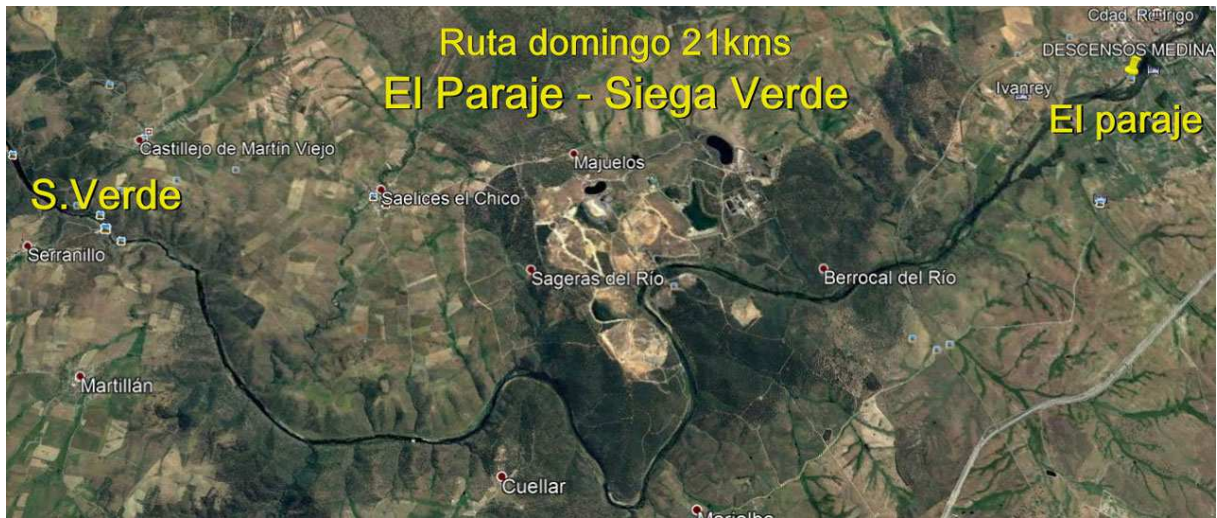 Ruta domingo 21kms
El Paraje - Siega Verde
Cdad. Rodrigo
DESCENSOS MEDINA
Ivanrey
El paraje
Castillejo de Martín Viejo
Majuelos
S.Verde
Saelices el Chico
Serranillo
Sageras del Río
Berrocal del Río
Martillán
Cuellar
Marialba